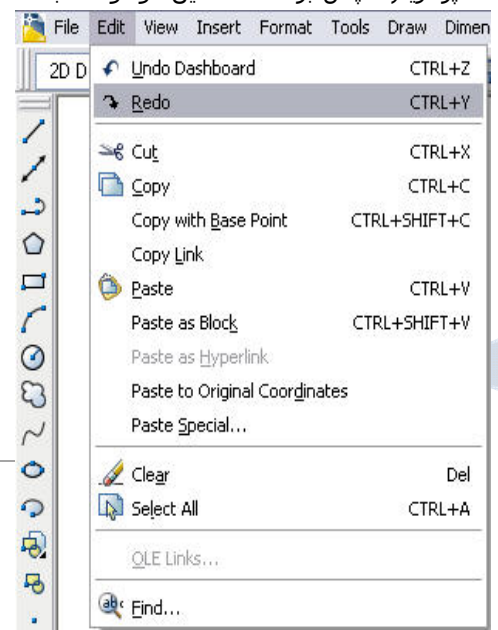 File Edit View Insert Format Tools Draw Dimen
2D D
Undo Dashboard CTRL+Z
Redo CTRL+Y
Cut CTRL+X
Copy CTRL+C
Copy with Base Point CTRL+SHIFT+C
Copy Link
Paste CTRL+V
Paste as Block CTRL+SHIFT+V
Paste as Hyperlink
Paste to Original Coordinates
Paste Special...
Clear Del
Select All CTRL+A
OLE Links...
Find...